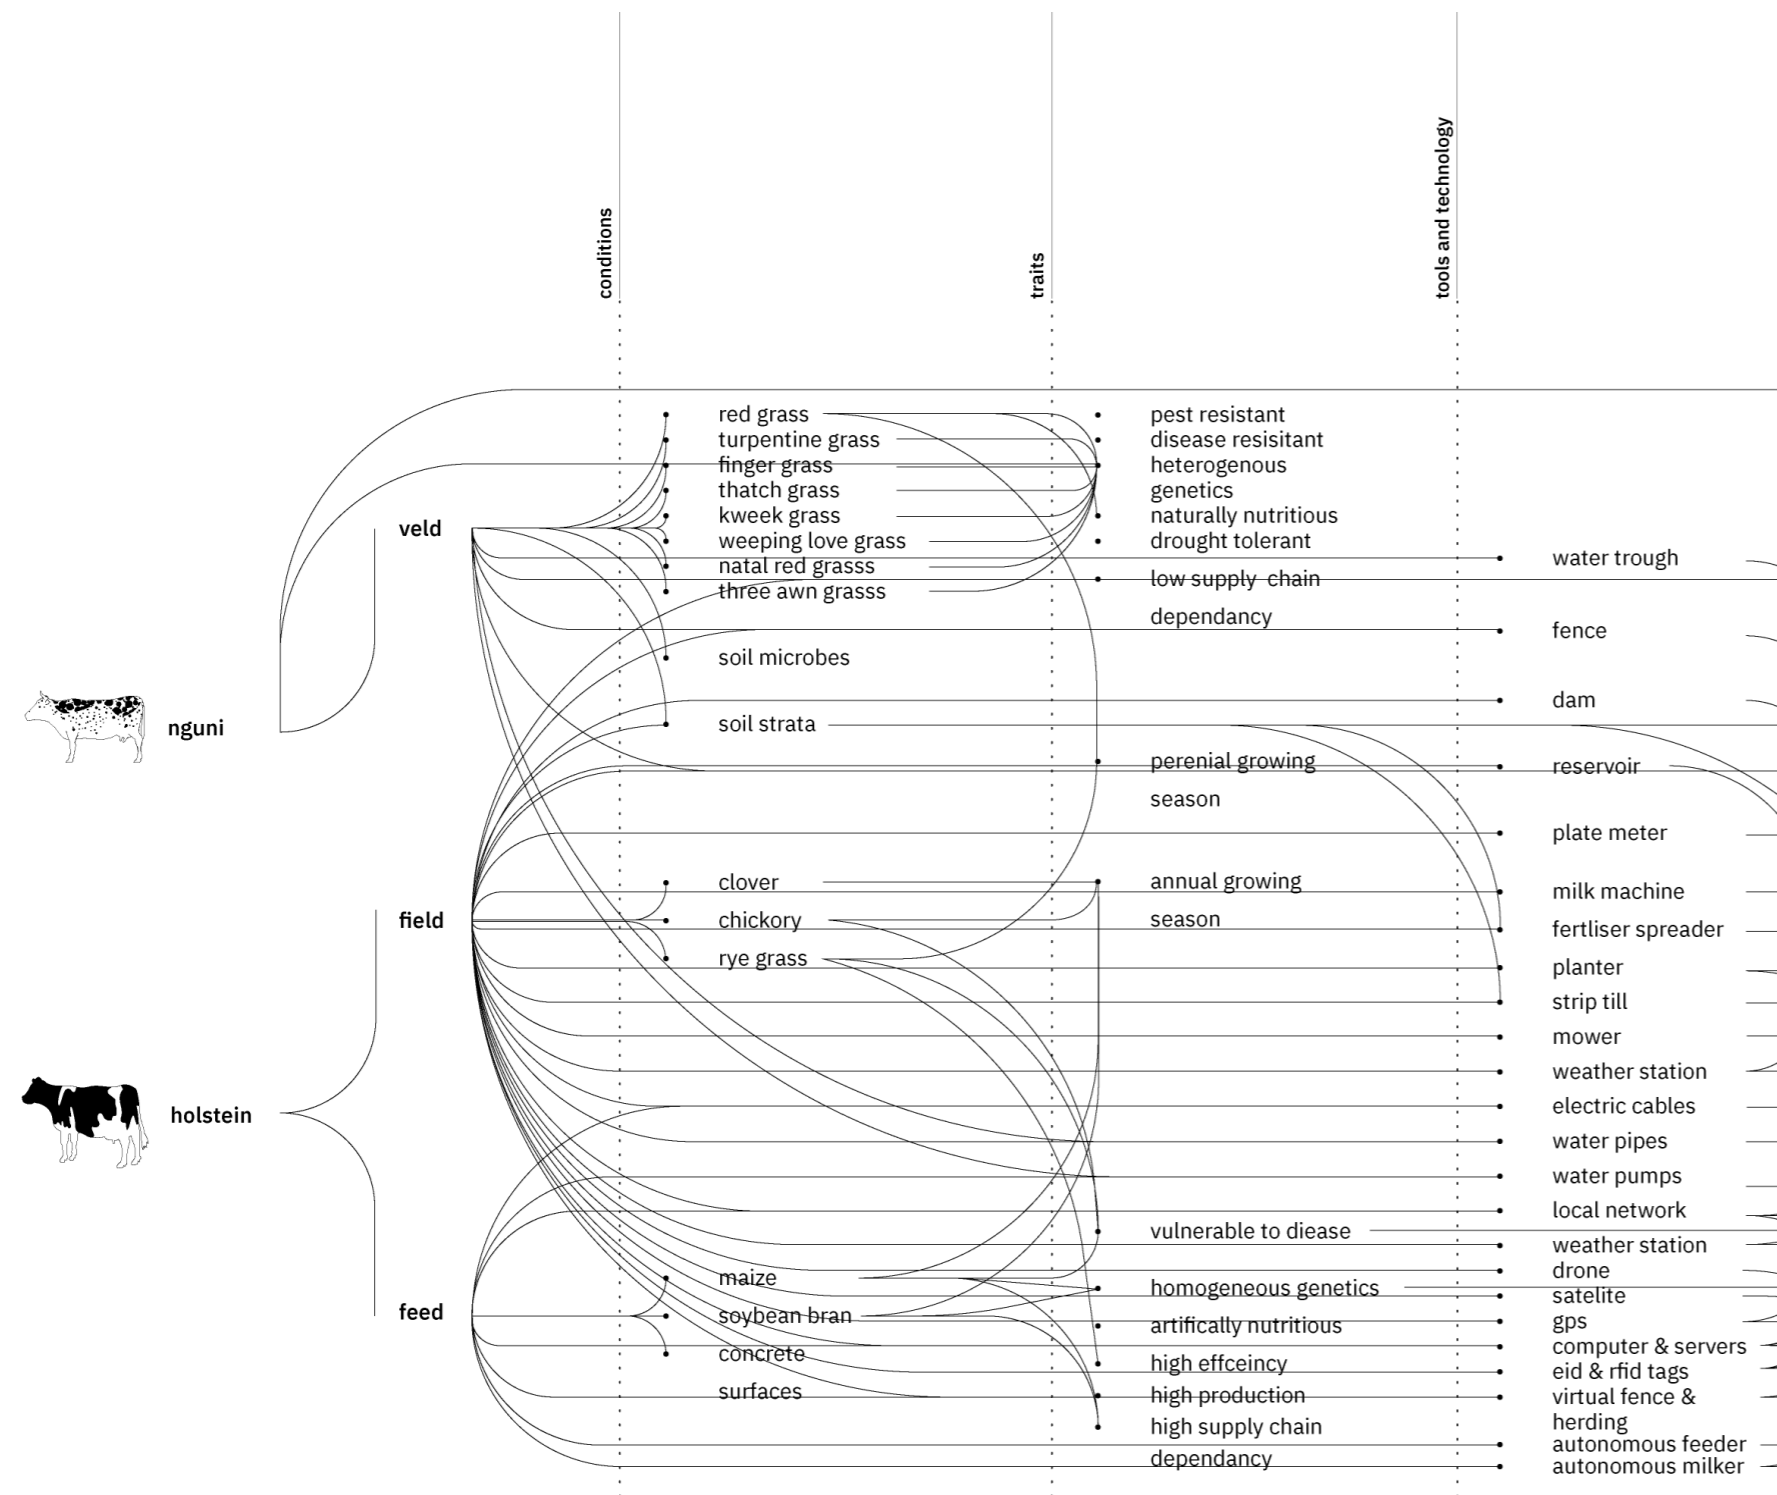 conditions
traits
tools and technology
nguni
holstein
veld
field
feed
red grass
turpentine grass
finger grass
thatch grass
kweek grass
weeping love grass
natal red grasss
three awn grasss
soil microbes
soil strata
clover
chickory
rye grass
maize
soybean bran
concrete
surfaces
pest resistant
disease resisitant
heterogenous
genetics
naturally nutritious
drought tolerant
low supply chain
dependancy
perenial growing
season
annual growing
season
vulnerable to diease
homogeneous genetics
artifically nutritious
high effceincy
high production
high supply chain
dependancy
water trough
fence
dam
reservoir
plate meter
milk machine
fertliser spreader
planter
strip till
mower
weather station
electric cables
water pipes
water pumps
local network
weather station
drone
satelite
gps
computer & servers
eid & rfid tags
virtual fence &
herding
autonomous feeder
autonomous milker